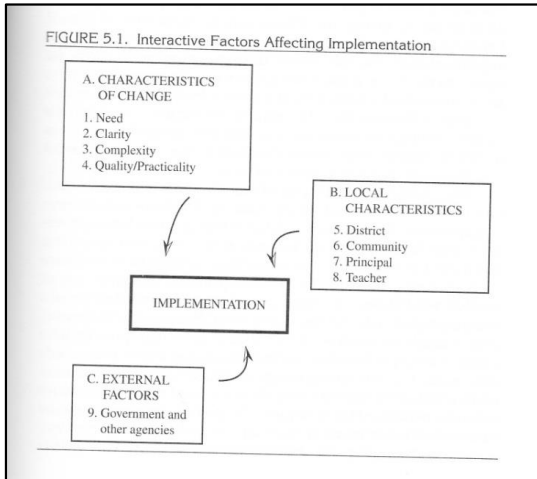 FIGURE 5.1. Interactive Factors Affecting Implementation
A. CHARACTERISTICS
OF CHANGE
1. Need
2. Clarity
3. Complexity
4. Quality/Practicality
B. LOCAL
CHARACTERISTICS
5. District
6. Community
7. Principal
8. Teacher
IMPLEMENTATION
C. EXTERNAL
FACTORS
9. Government and
other agencies